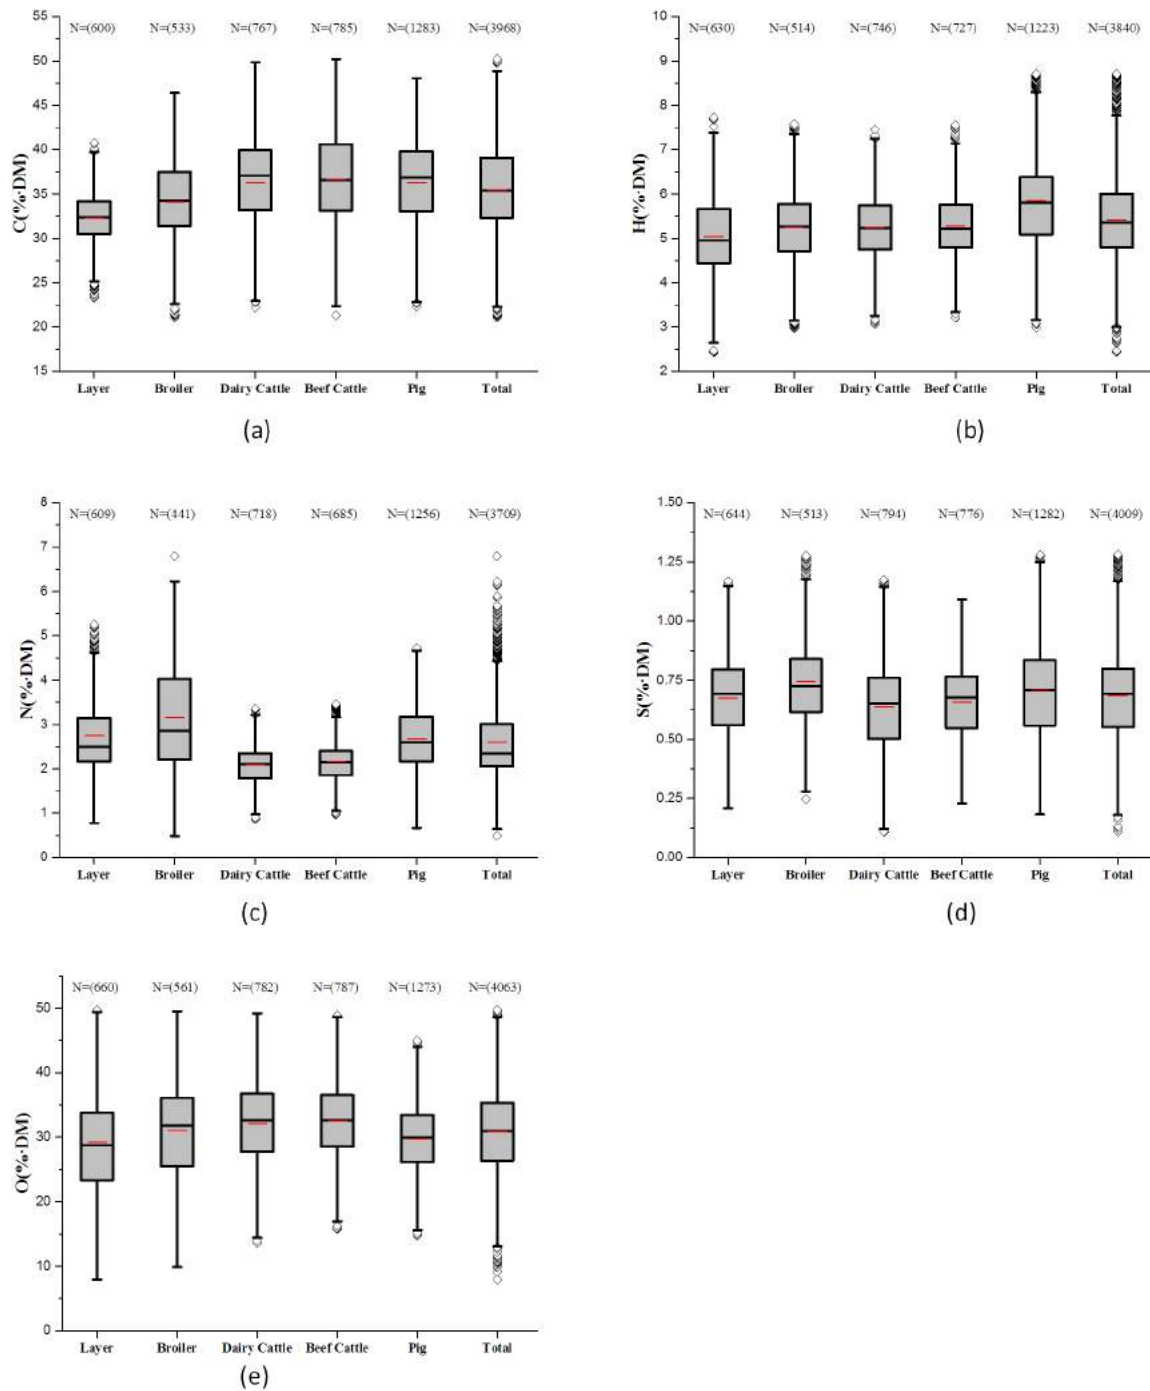 55 N=(600) N=(533) N=(767) N=(785) N=(1283) N=(3968)
50
45
40
35
30
25
20
15
C(%·DM)
Layer Broiler Dairy Cattle Beef Cattle Pig Total
(a)
10 N=(630) N=(514) N=(746) N=(727) N=(1223) N=(3840)
9
8
7
6
5
4
3
2
H(%·DM)
Layer Broiler Dairy Cattle Beef Cattle Pig Total
(b)
8 N=(609) N=(441) N=(718) N=(685) N=(1256) N=(3709)
7
6
5
4
3
2
1
0
N(%·DM)
Layer Broiler Dairy Cattle Beef Cattle Pig Total
(c)
1.50 N=(644) N=(513) N=(794) N=(776) N=(1282) N=(4009)
1.25
1.00
0.75
0.50
0.25
0.00
S(%·DM)
Layer Broiler Dairy Cattle Beef Cattle Pig Total
(d)
N=(660) N=(561) N=(782) N=(787) N=(1273) N=(4063)
50
40
30
20
10
0
O(%·DM)
Layer Broiler Dairy Cattle Beef Cattle Pig Total
(e)